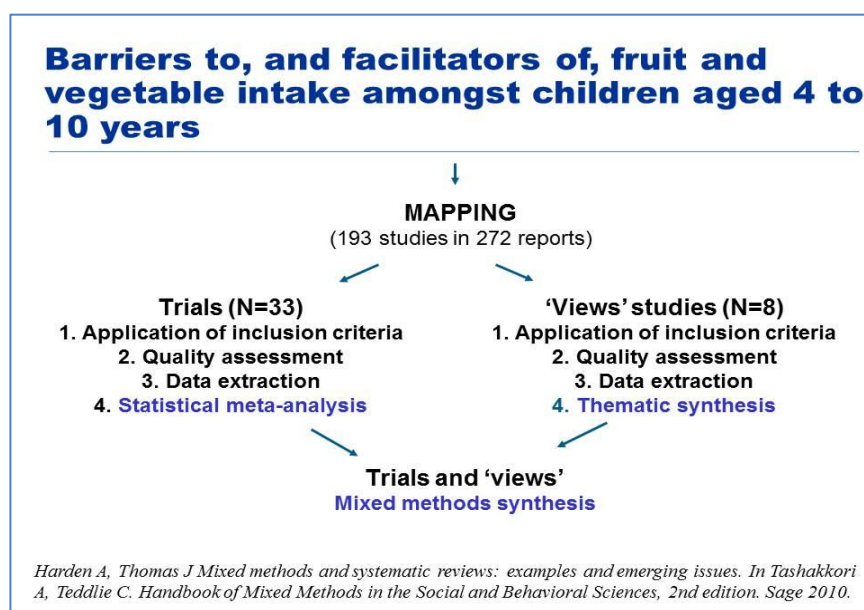 Barriers to, and facilitators of, fruit and
vegetable intake amongst children aged 4 to
10 years
MAPPING
(193 studies in 272 reports)
Trials (N=33)
1. Application of inclusion criteria
2. Quality assessment
3. Data extraction
4. Statistical meta-analysis
‘Views’ studies (N=8)
1. Application of inclusion criteria
2. Quality assessment
3. Data extraction
4. Thematic synthesis
Trials and ‘views’
Mixed methods synthesis
Harden A, Thomas J Mixed methods and systematic reviews: examples and emerging issues. In Tashakkori
A, Teddlie C. Handbook of Mixed Methods in the Social and Behavioral Sciences, 2nd edition. Sage 2010.